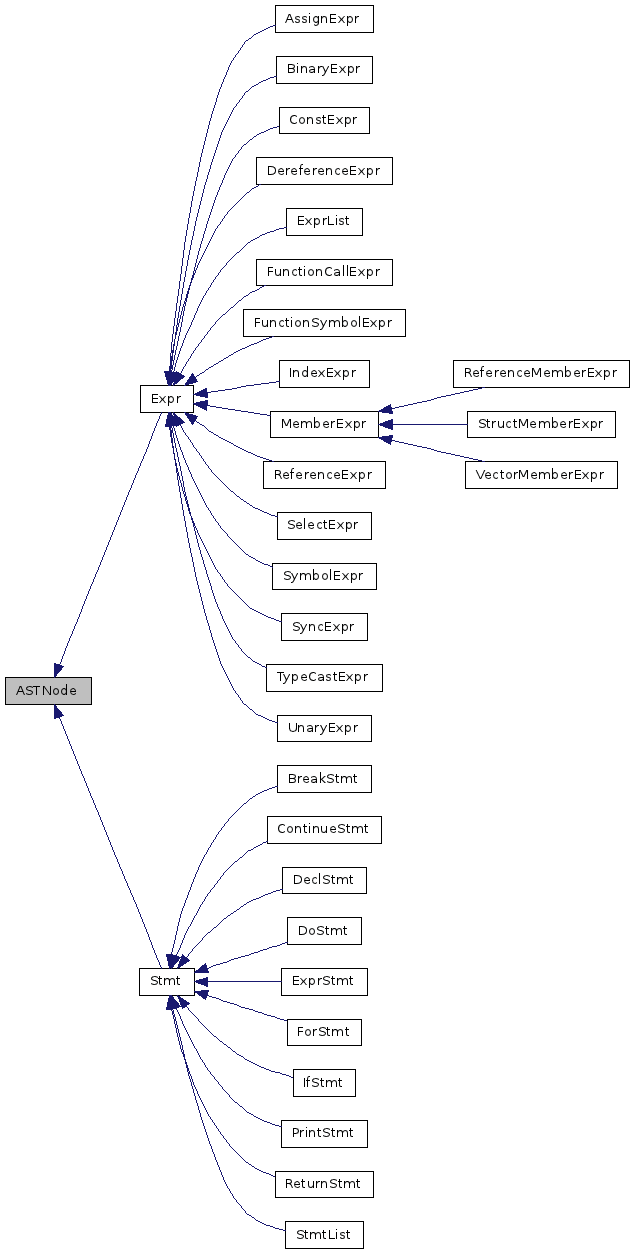 AssignExpr
BinaryExpr
ConstExpr
DereferenceExpr
ExprList
FunctionCallExpr
FunctionSymbolExpr
IndexExpr
ReferenceMemberExpr
Expr
MemberExpr
StructMemberExpr
ReferenceExpr
VectorMemberExpr
SelectExpr
SymbolExpr
SyncExpr
TypeCastExpr
ASTNode
UnaryExpr
BreakStmt
ContinueStmt
DeclStmt
DoStmt
Stmt
ExprStmt
ForStmt
IfStmt
PrintStmt
ReturnStmt
StmtList